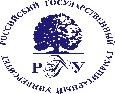 РОССИЙСКИЙ ГОСУДАРСТВЕННЫЙ ГУМАНИТАРНЫЙ УНИВЕРСИТЕТ
РГГУ